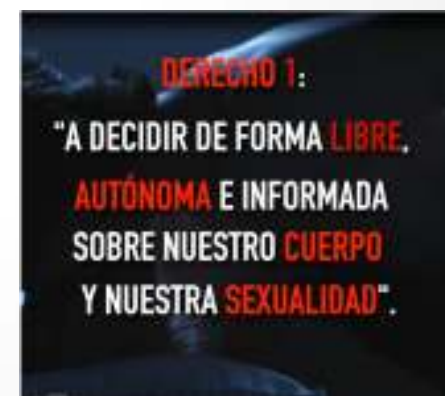 DERECHO 1:
"A DECIDIR DE FORMA LIBRE,
AUTÓNOMA E INFORMADA
SOBRE NUESTRO CUERPO
Y NUESTRA SEXUALIDAD".